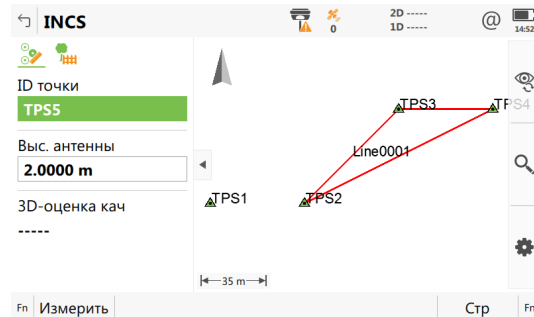 INCS
0
2D -----
1D -----
@
14:52
ID точки
TPS5
Выс. антенны
2.0000 m
3D-оценка кач
-----
TPS3
TPS4
Line0001
TPS1
TPS2
35 m
Fn Измерить
Стр Fn